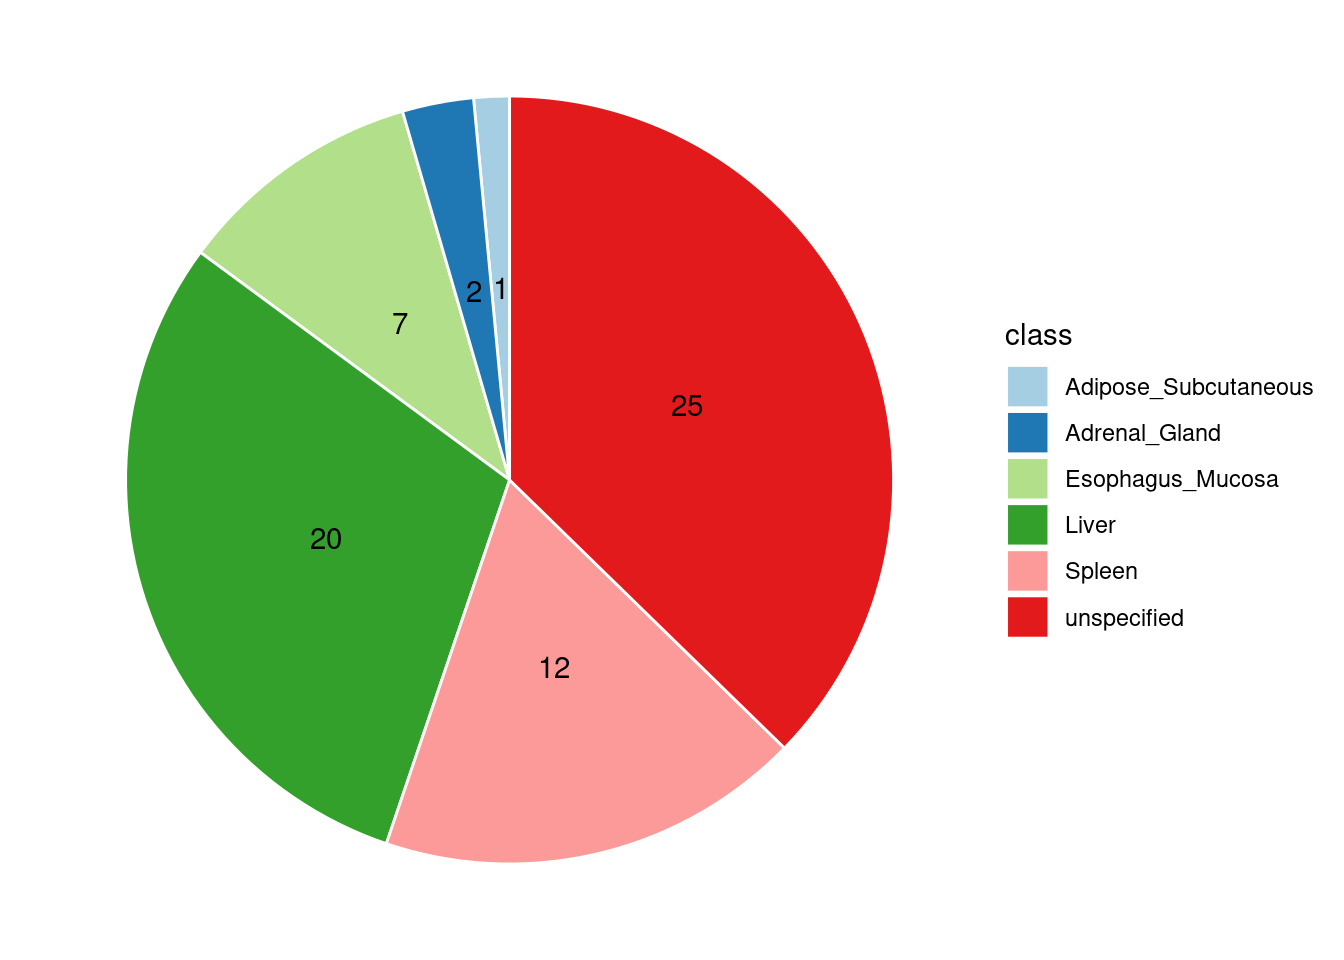 1
2
7
25
20
12
class
Adipose_Subcutaneous
Adrenal_Gland
Esophagus_Mucosa
Liver
Spleen
unspecified